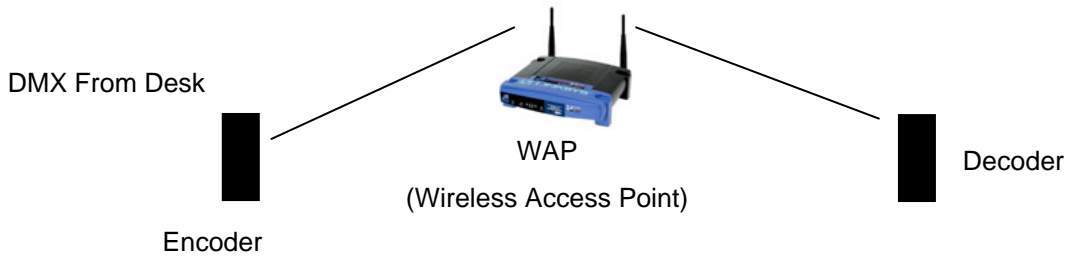 DMX From Desk
WAP
(Wireless Access Point)
Decoder
Encoder